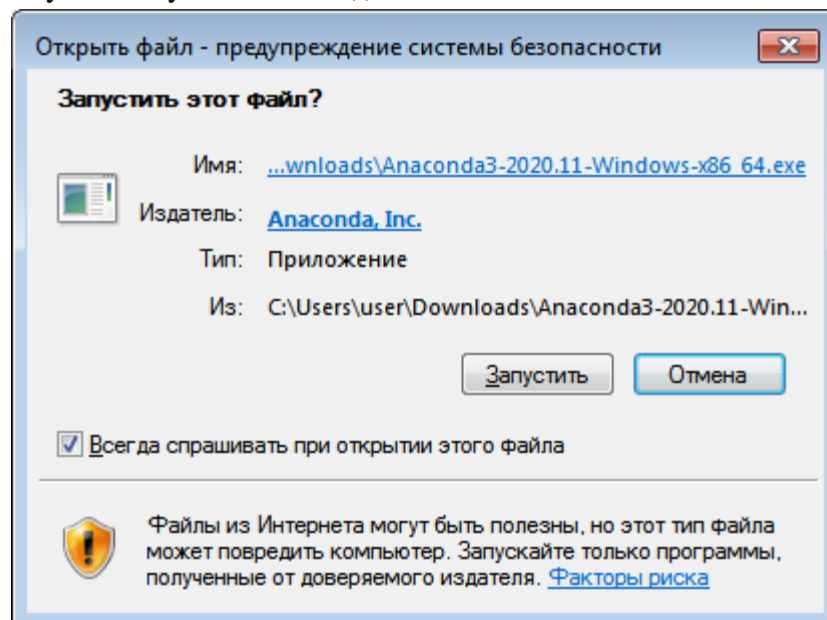 Открыть файл - предупреждение системы безопасности
Запустить этот файл?
Имя: ...wnloads\Anaconda3-2020.11-Windows-x86_64.exe
Издатель: Anaconda, Inc.
Тип: Приложение
Из: C:\Users\user\Downloads\Anaconda3-2020.11-Win...
Запустить Отмена
Всегда спрашивать при открытии этого файла
Файлы из Интернета могут быть полезны, но этот тип файла
может повредить компьютер. Запускайте только программы,
полученные от доверяемого издателя. Факторы риска